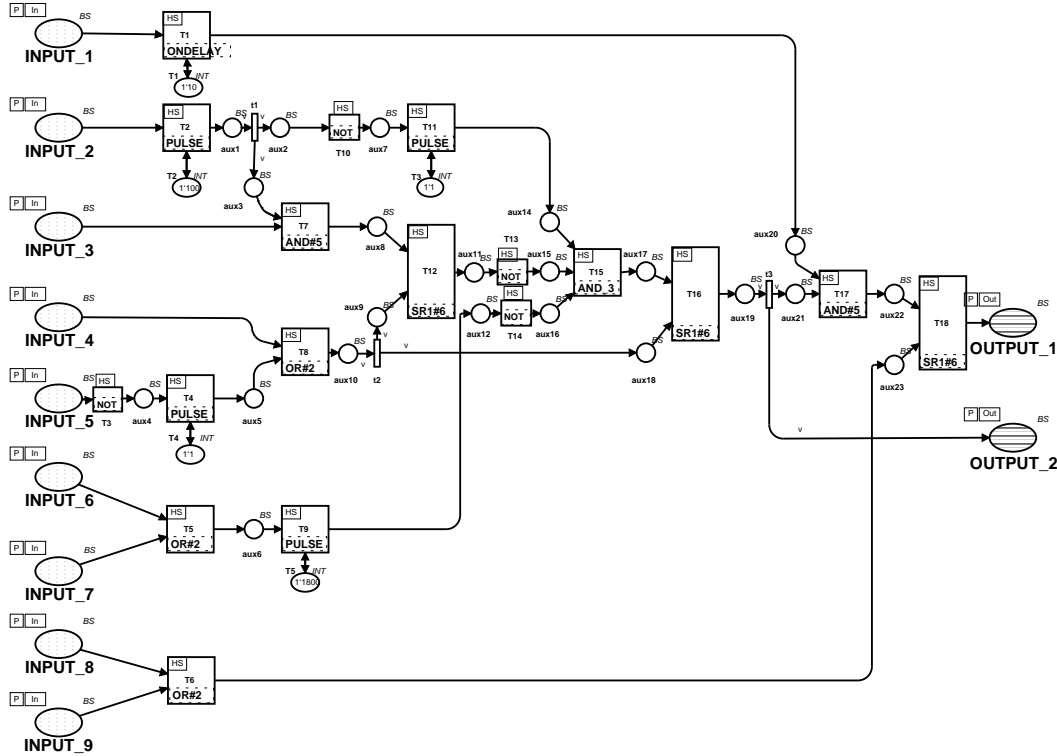 P In BS
HS
T1
ONDELAY
INPUT_1
T1 INT
1'10
P In BS
HS
T2
PULSE
INPUT_2
T2 INT
1'100
BS
aux1
v
t1
v
v
BS
aux2
HS
NOT
T10
BS
aux7
HS
T11
PULSE
T3 INT
1'1
BS
aux3
P In BS
INPUT_3
HS
T7
AND#5
BS
aux8
HS
T12
SR1#6
BS
aux9
v
BS
aux11
T13
HS
NOT
BS
aux15
BS
aux14
BS
aux12
HS
NOT
T14
BS
aux16
HS
T15
AND_3
BS
aux17
HS
T16
SR1#6
BS
aux18
BS
aux19
v
t3
v
BS
aux21
BS
aux20
HS
T17
AND#5
BS
aux22
HS
T18
SR1#6
BS
aux23
P Out BS
OUTPUT_1
P Out BS
OUTPUT_2
v
P In BS
INPUT_4
HS
T8
OR#2
BS
aux10
v
t2
v
P In BS
INPUT_5
BS
HS
NOT
T3
BS
aux4
HS
T4
PULSE
T4 INT
1'1
BS
aux5
P In BS
INPUT_6
HS
T5
OR#2
BS
aux6
HS
T9
PULSE
T5 INT
1'1800
P In BS
INPUT_7
P In BS
INPUT_8
HS
T6
OR#2
P In BS
INPUT_9